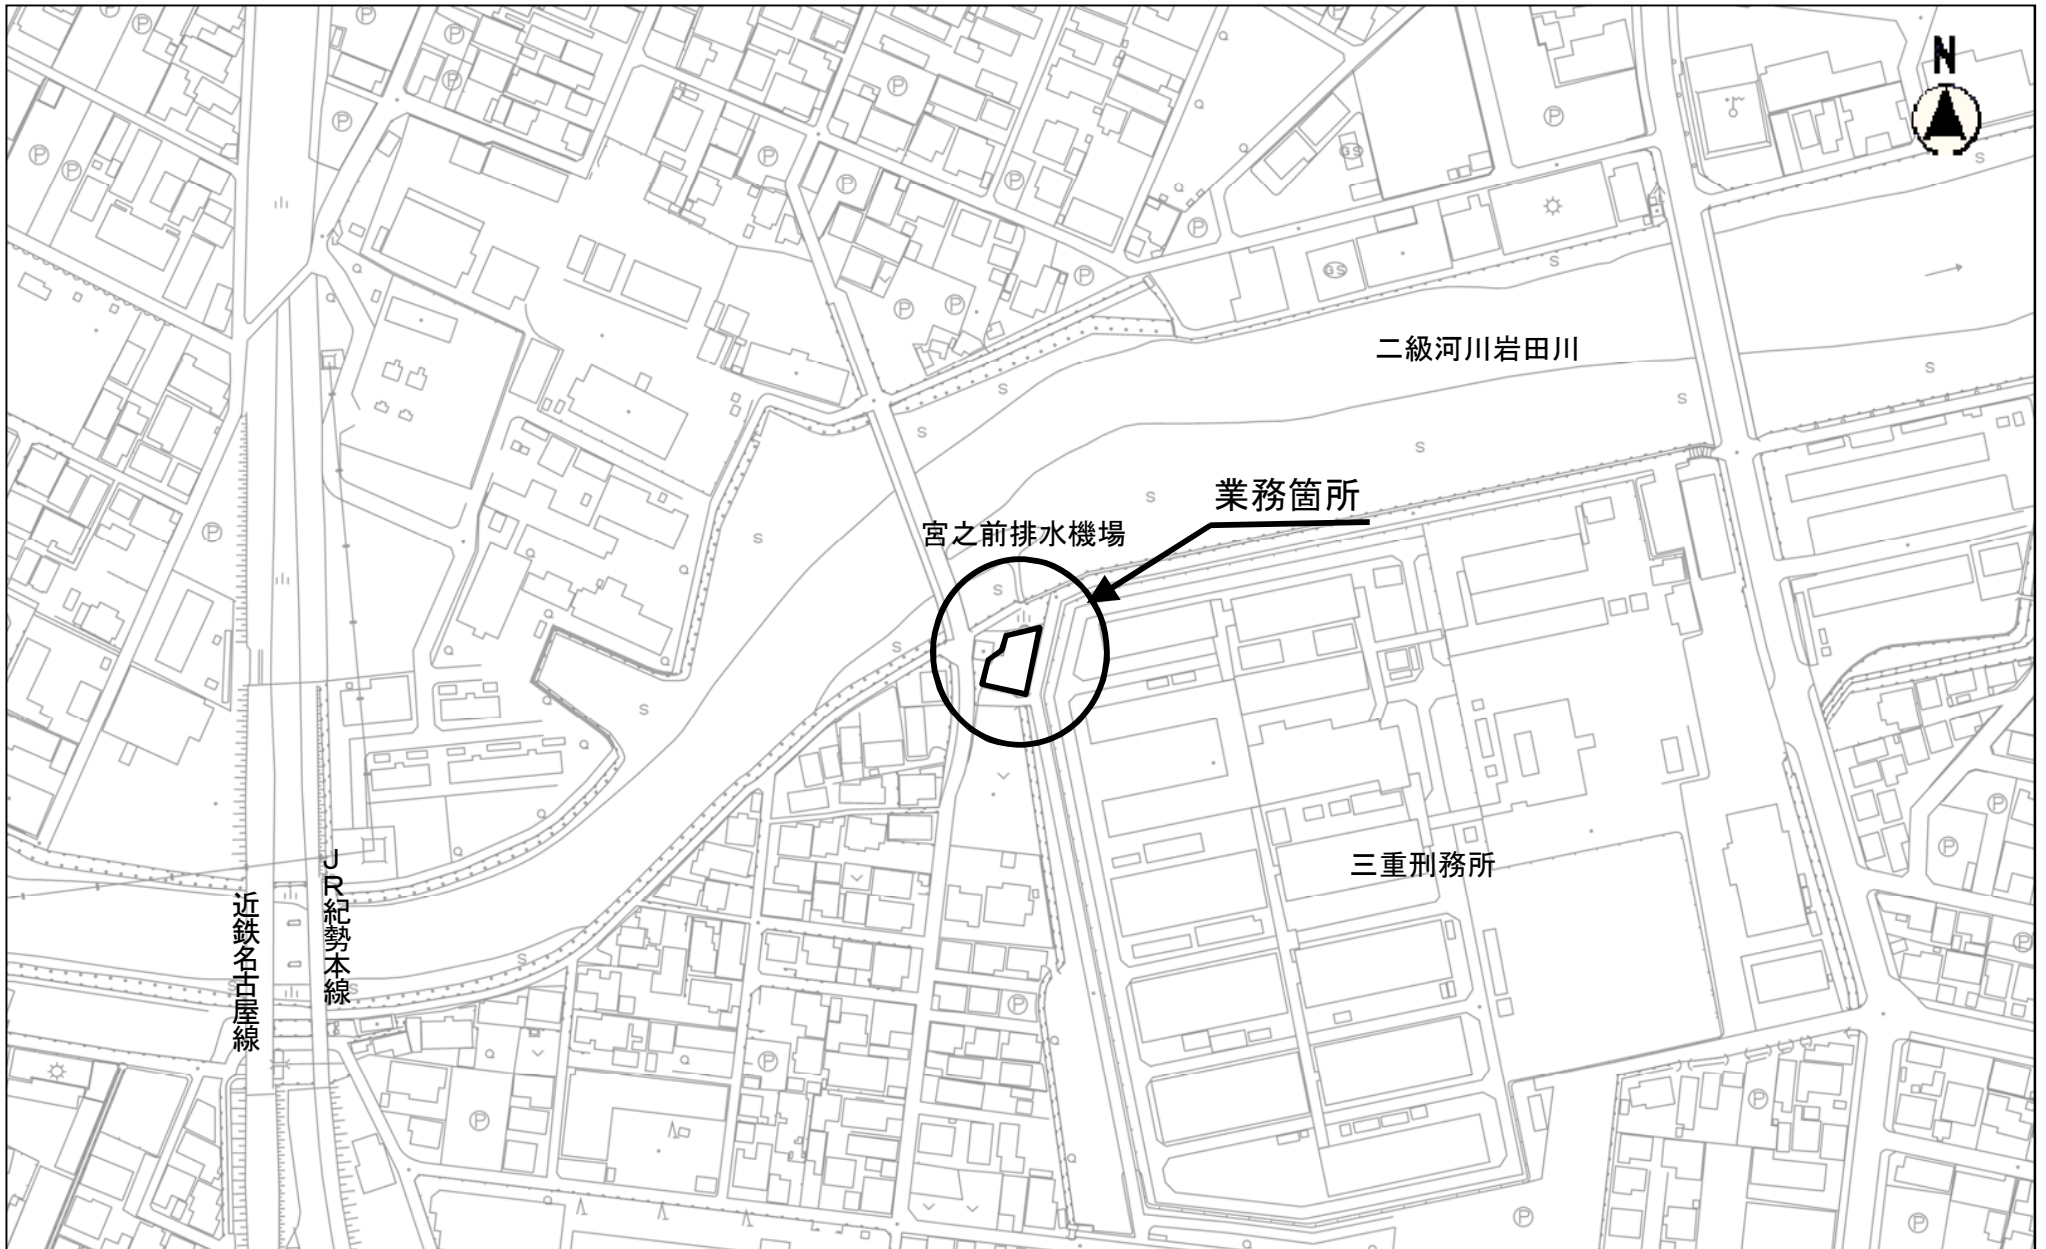 N
二級河川岩田川
業務箇所
宮之前排水機場
三重刑務所
JR紀勢本線
近鉄名古屋線